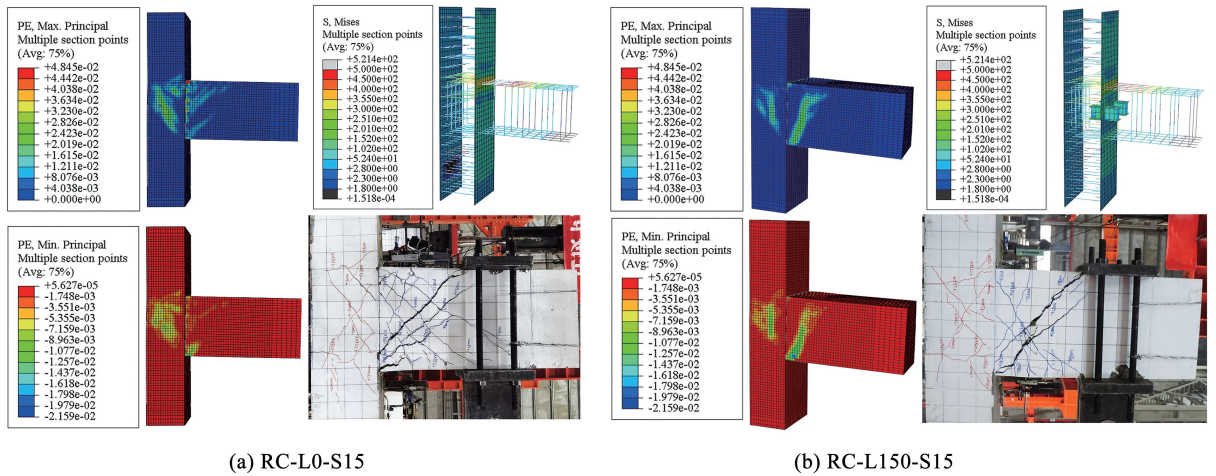 PE, Max. Principal
Multiple section points
(Avg: 75%)
+4.845e-02
+4.442e-02
+4.038e-02
+3.634e-02
+3.230e-02
+2.826e-02
+2.423e-02
+2.019e-02
+1.615e-02
+1.211e-02
+8.076e-03
+4.038e-03
+0.000e+00
S, Mises
Multiple section points
(Avg: 75%)
+5.214e+02
+5.000e+02
+4.500e+02
+4.000e+02
+3.550e+02
+3.000e+02
+2.510e+02
+2.010e+02
+1.520e+02
+1.020e+02
+5.240e+01
+2.800e+00
+2.300e+00
+1.800e+00
+1.518e-04
PE, Min. Principal
Multiple section points
(Avg: 75%)
+5.627e-05
-1.748e-03
-3.551e-03
-5.355e-03
-7.159e-03
-8.963e-03
-1.077e-02
-1.257e-02
-1.437e-02
-1.618e-02
-1.798e-02
-1.979e-02
-2.159e-02
(a) RC-L0-S15
PE, Max. Principal
Multiple section points
(Avg: 75%)
+4.845e-02
+4.442e-02
+4.038e-02
+3.634e-02
+3.230e-02
+2.826e-02
+2.423e-02
+2.019e-02
+1.615e-02
+1.211e-02
+8.076e-03
+4.038e-03
+0.000e+00
S, Mises
Multiple section points
(Avg: 75%)
+5.214e+02
+5.000e+02
+4.500e+02
+4.000e+02
+3.550e+02
+3.000e+02
+2.510e+02
+2.010e+02
+1.520e+02
+1.020e+02
+5.240e+01
+2.800e+00
+2.300e+00
+1.800e+00
+1.518e-04
PE, Min. Principal
Multiple section points
(Avg: 75%)
+5.627e-05
-1.748e-03
-3.551e-03
-5.355e-03
-7.159e-03
-8.963e-03
-1.077e-02
-1.257e-02
-1.437e-02
-1.618e-02
-1.798e-02
-1.979e-02
-2.159e-02
(b) RC-L150-S15